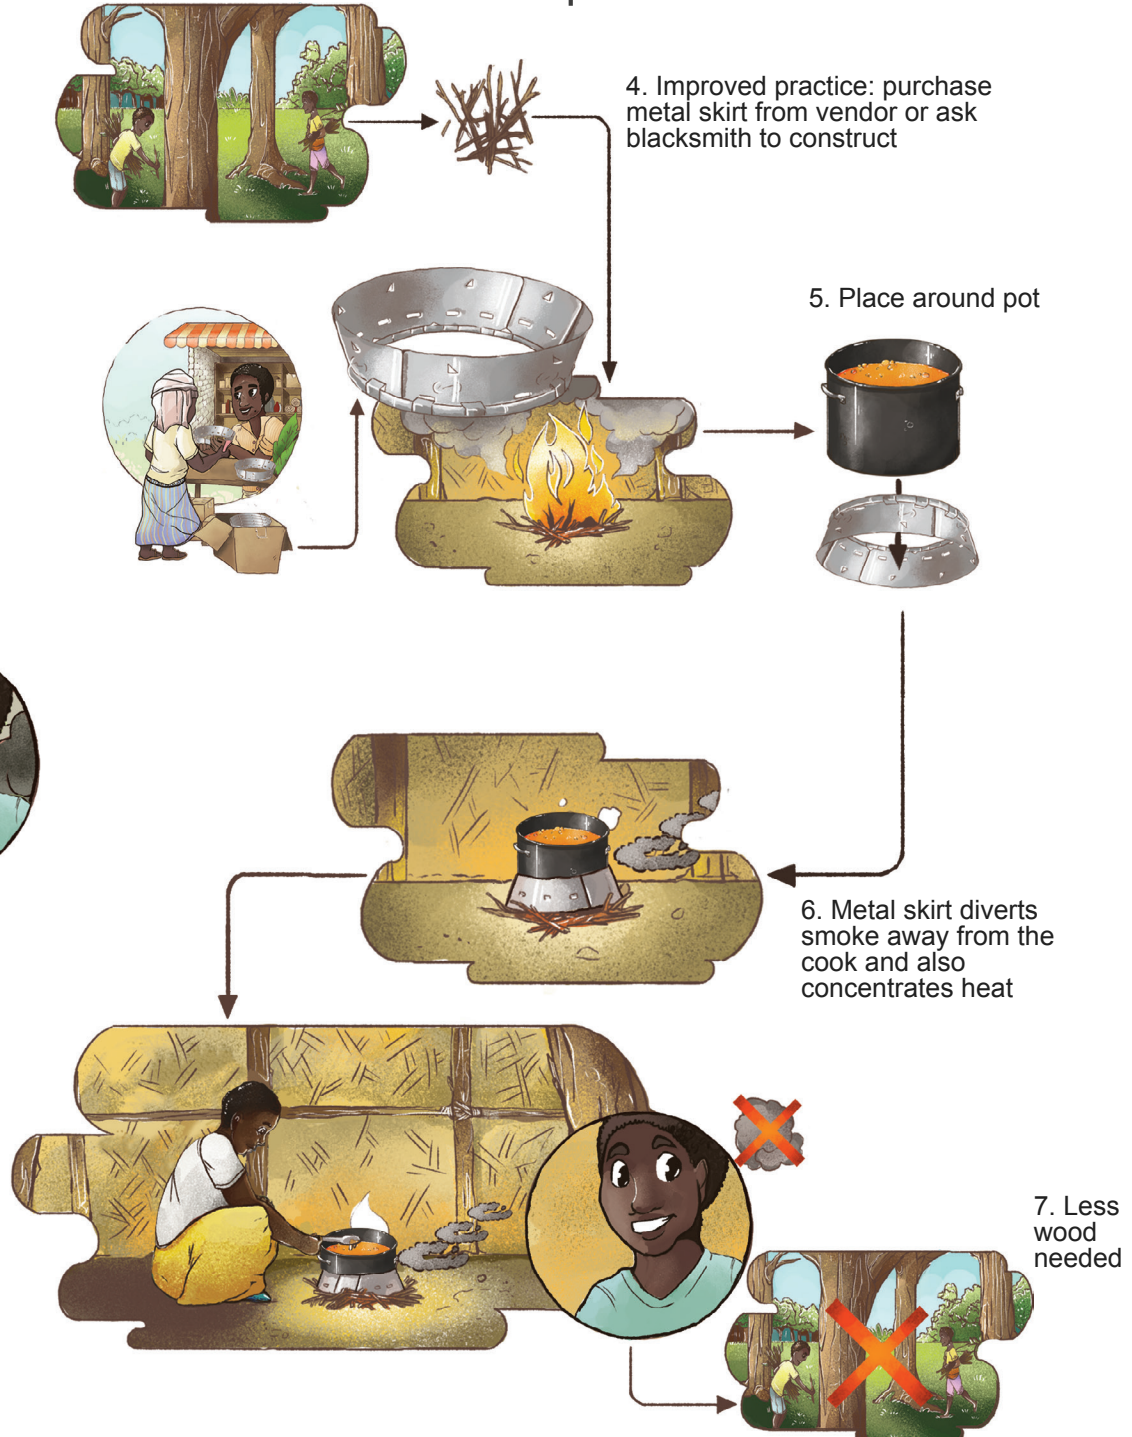 4. Improved practice: purchase
metal skirt from vendor or ask
blacksmith to construct
5. Place around pot
6. Metal skirt diverts
smoke away from the
cook and also
concentrates heat
7. Less
wood
needed